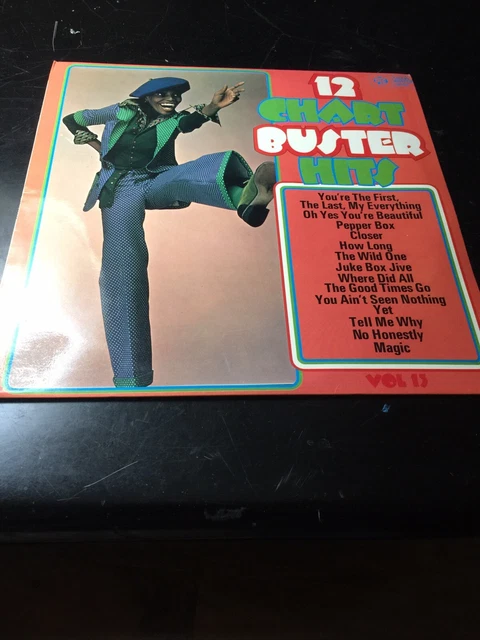 12
CHART
BUSTER
HITS
You're The First,
The Last, My Everything
Oh Yes You're Beautiful
Pepper Box
Closer
How Long
The Wild One
Juke Box Jive
Where Did All
The Good Times Go
You Ain't Seen Nothing
Yet
Tell Me Why
No Honestly
Magic
VOL 13